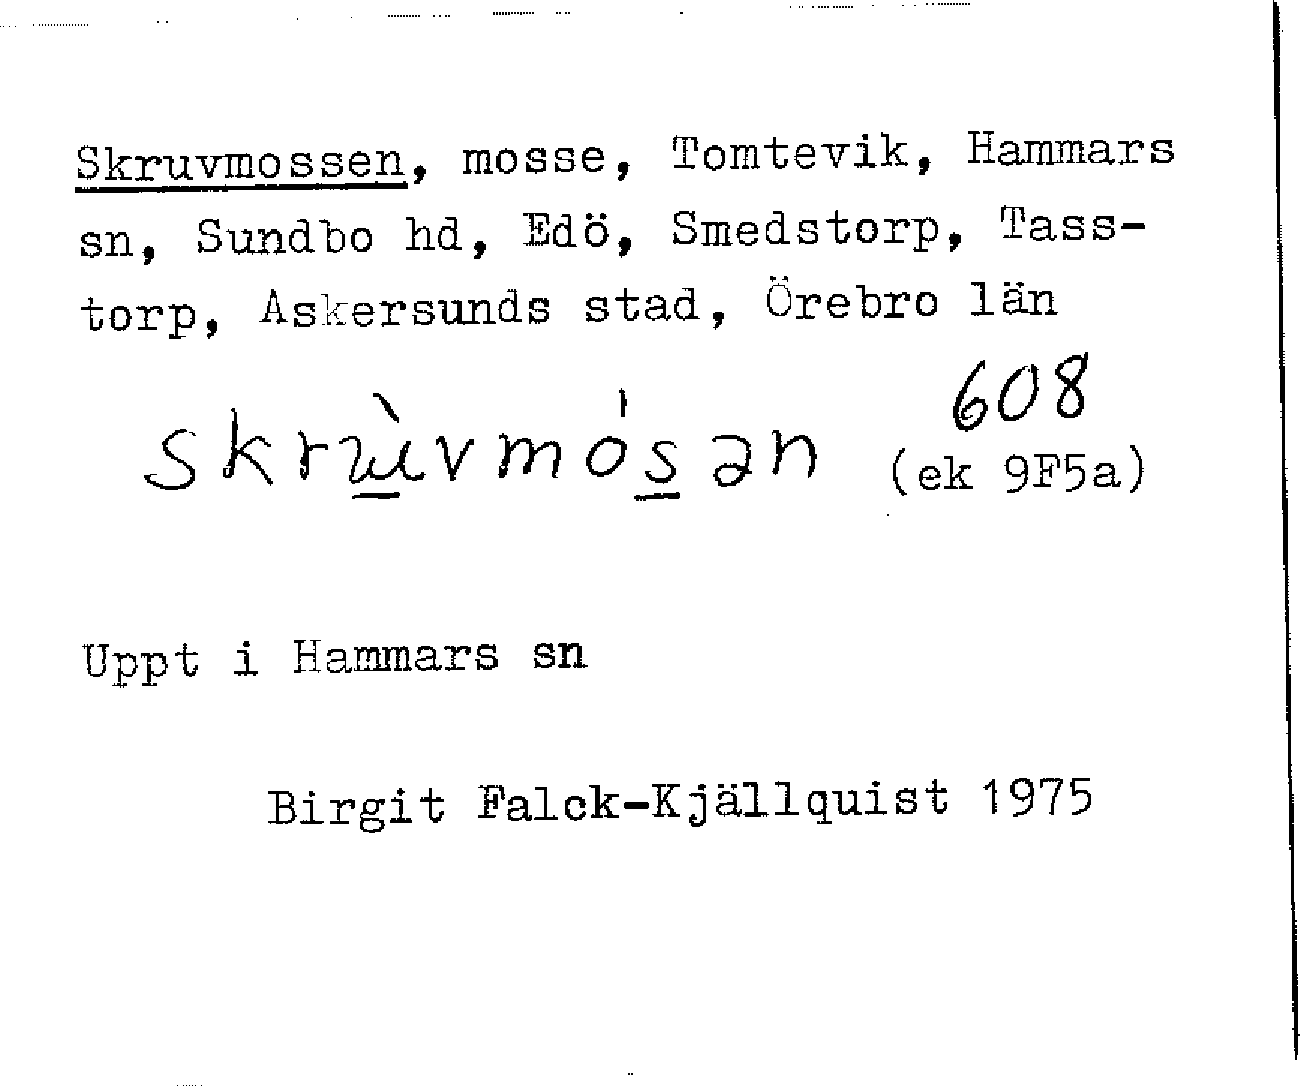 Skruvmossen, mosse, Tomtevik, Hammars
sn, Sundbo hd, Edö, Smedstorp, Tass-
torp, Askersunds stad, Örebro län
608
skrùvmósən (ek 9F5a)
Uppt i Hammars sn
Birgit Falck-Kjällquist 1975